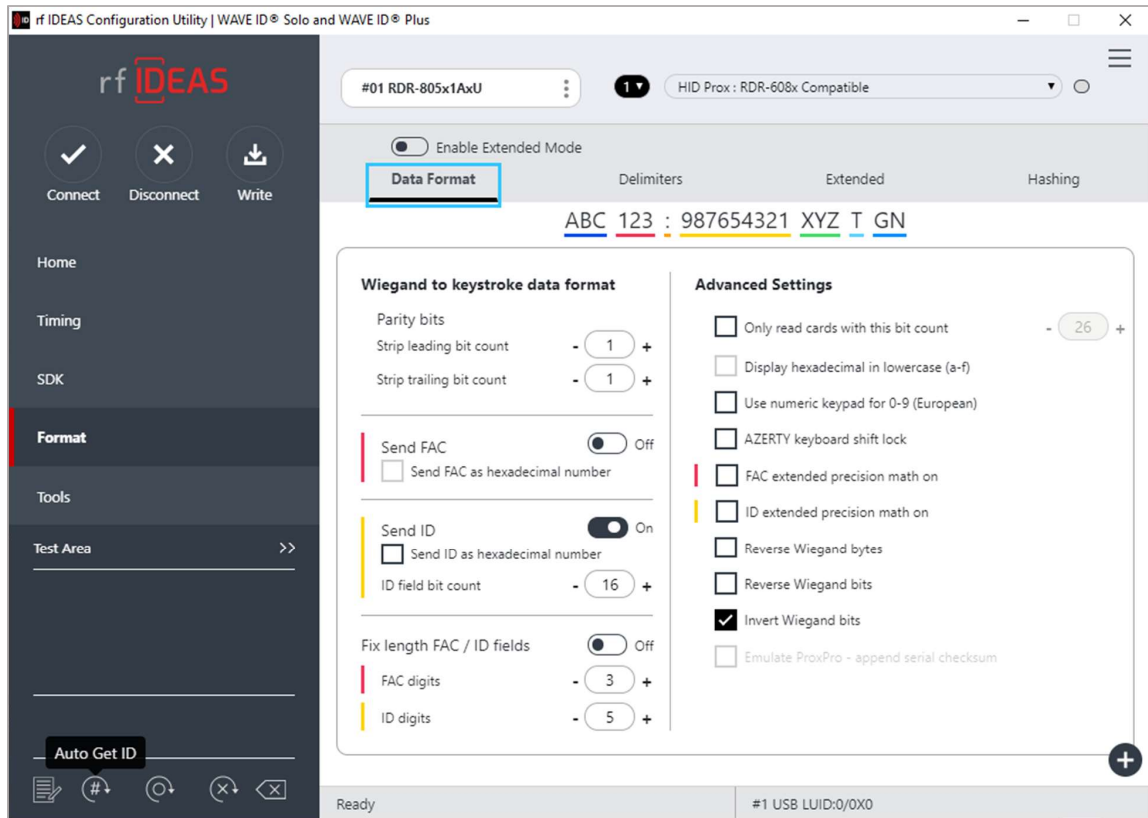 rf IDEAS Configuration Utility | WAVE ID® Solo and WAVE ID® Plus
rf IDEAS
Connect Disconnect Write
Home
Timing
SDK
Format
Tools
Test Area >>
Auto Get ID
#01 RDR-805x1AxU
1 HID Prox : RDR-608x Compatible
Enable Extended Mode
Data Format Delimiters Extended Hashing
ABC 123 : 987654321 XYZ T GN
Wiegand to keystroke data format
Parity bits
Strip leading bit count - 1 +
Strip trailing bit count - 1 +
Send FAC Off
Send FAC as hexadecimal number
Send ID On
Send ID as hexadecimal number
ID field bit count - 16 +
Fix length FAC / ID fields Off
FAC digits - 3 +
ID digits - 5 +
Advanced Settings
Only read cards with this bit count - 26 +
Display hexadecimal in lowercase (a-f)
Use numeric keypad for 0-9 (European)
AZERTY keyboard shift lock
FAC extended precision math on
ID extended precision math on
Reverse Wiegand bytes
Reverse Wiegand bits
Invert Wiegand bits
Emulate ProxPro - append serial checksum
Ready #1 USB LUID:0/0X0